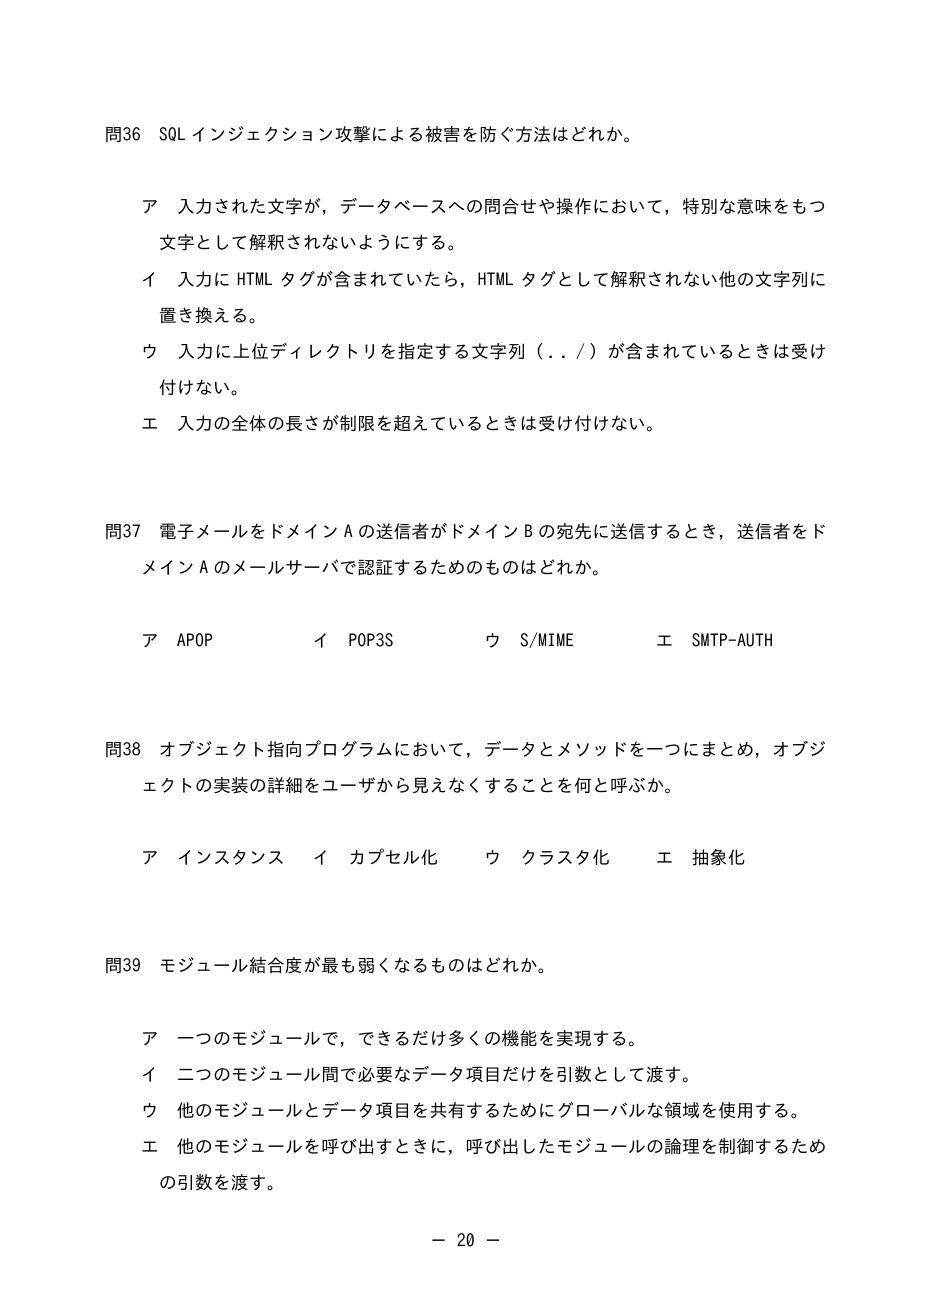 問36　SQL インジェクション攻撃による被害を防ぐ方法はどれか。
ア　入力された文字が，データベースへの問合せや操作において，特別な意味をもつ
文字として解釈されないようにする。
イ　入力に HTML タグが含まれていたら，HTML タグとして解釈されない他の文字列に
置き換える。
ウ　入力に上位ディレクトリを指定する文字列（../）が含まれているときは受け
付けない。
エ　入力の全体の長さが制限を超えているときは受け付けない。
問37　電子メールをドメイン A の送信者がドメイン B の宛先に送信するとき，送信者をド
メイン A のメールサーバで認証するためのものはどれか。
ア　APOP　イ　POP3S　ウ　S/MIME　エ　SMTP-AUTH
問38　オブジェクト指向プログラムにおいて，データとメソッドを一つにまとめ，オブジ
ェクトの実装の詳細をユーザから見えなくすることを何と呼ぶか。
ア　インスタンス　イ　カプセル化　ウ　クラスタ化　エ　抽象化
問39　モジュール結合度が最も弱くなるものはどれか。
ア　一つのモジュールで，できるだけ多くの機能を実現する。
イ　二つのモジュール間で必要なデータ項目だけを引数として渡す。
ウ　他のモジュールとデータ項目を共有するためにグローバルな領域を使用する。
エ　他のモジュールを呼び出すときに，呼び出したモジュールの論理を制御するため
の引数を渡す。
― 20 ―